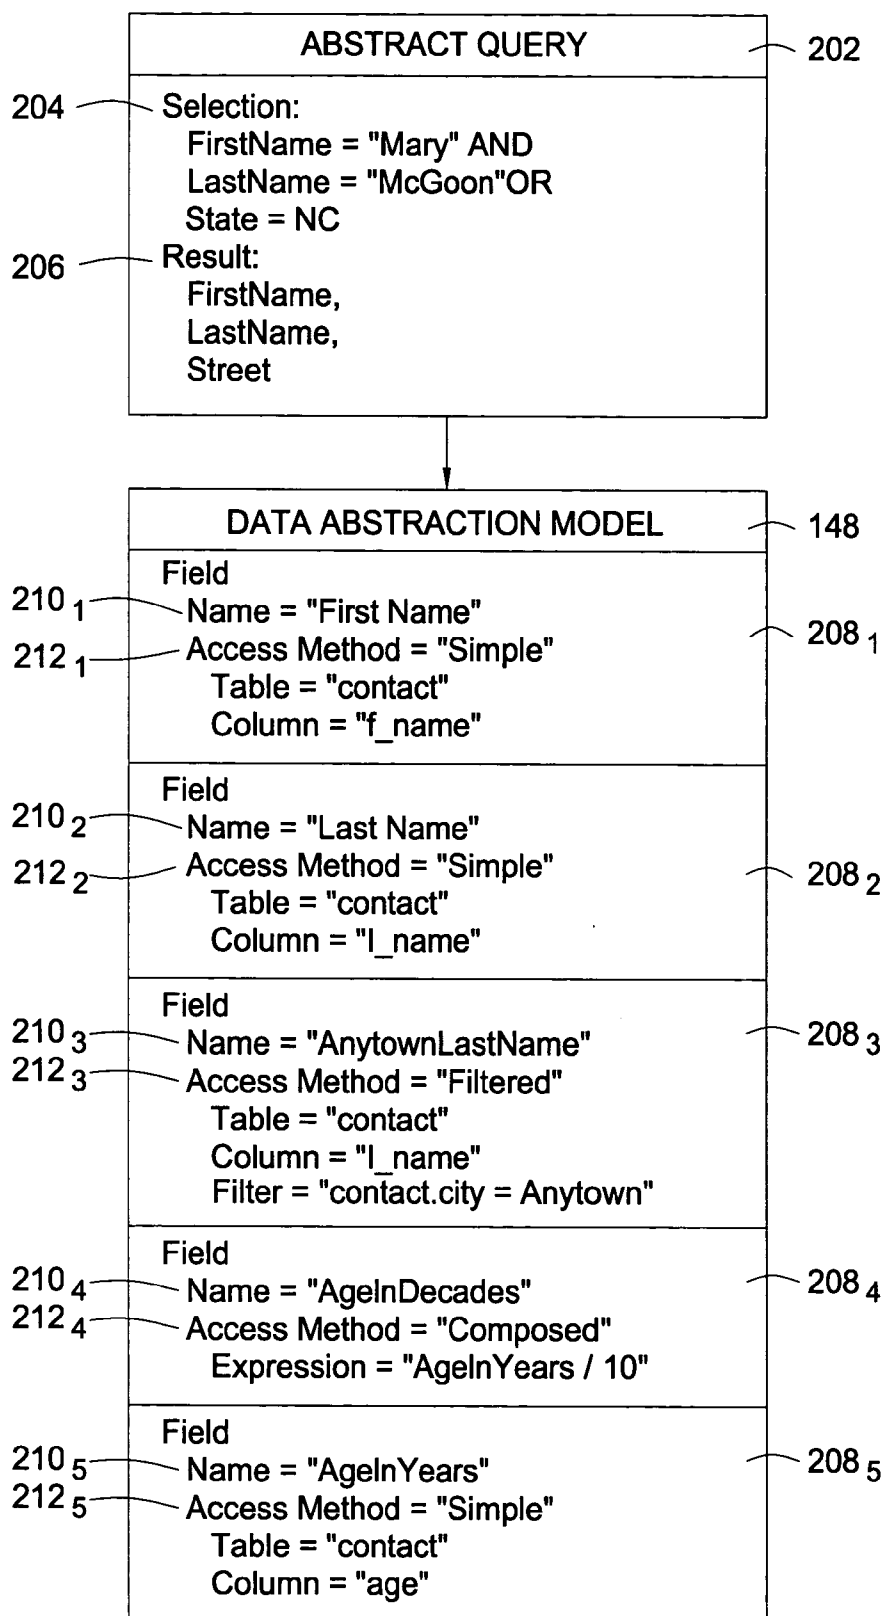 ABSTRACT QUERY
202
204
Selection:
FirstName = "Mary" AND
LastName = "McGoon"OR
State = NC
206
Result:
FirstName,
LastName,
Street
DATA ABSTRACTION MODEL
148
Field
210 1
Name = "First Name"
208 1
212 1
Access Method = "Simple"
Table = "contact"
Column = "f_name"
Field
210 2
Name = "Last Name"
212 2
Access Method = "Simple"
208 2
Table = "contact"
Column = "l_name"
Field
210 3
Name = "AnytownLastName"
208 3
212 3
Access Method = "Filtered"
Table = "contact"
Column = "l_name"
Filter = "contact.city = Anytown"
Field
210 4
Name = "AgeInDecades"
208 4
212 4
Access Method = "Composed"
Expression = "AgeInYears / 10"
Field
210 5
Name = "AgeInYears"
208 5
212 5
Access Method = "Simple"
Table = "contact"
Column = "age"